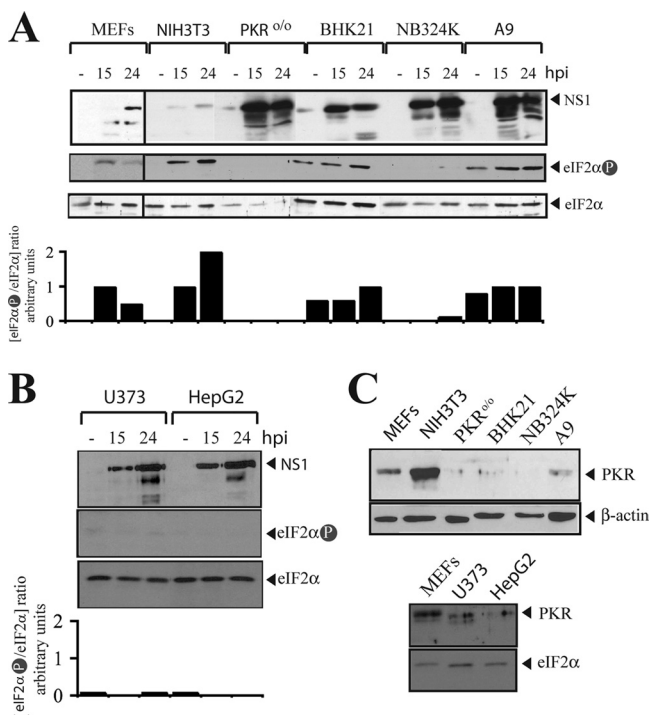 A
MEFs NIH3T3 PKR o/o BHK21 NB324K A9
- 15 24 - 15 24 - 15 24 - 15 24 - 15 24 - 15 24 hpi
NS1
eIF2αP
eIF2α
[eIF2αP/eIF2α] ratio
arbitrary units
2
1
0
B
U373 HepG2
- 15 24 - 15 24 hpi
NS1
eIF2αP
eIF2α
[eIF2αP/eIF2α] ratio
arbitrary units
2
1
0
C
MEFs NIH3T3 PKR o/o BHK21 NB324K A9
PKR
β-actin
MEFs U373 HepG2
PKR
eIF2α